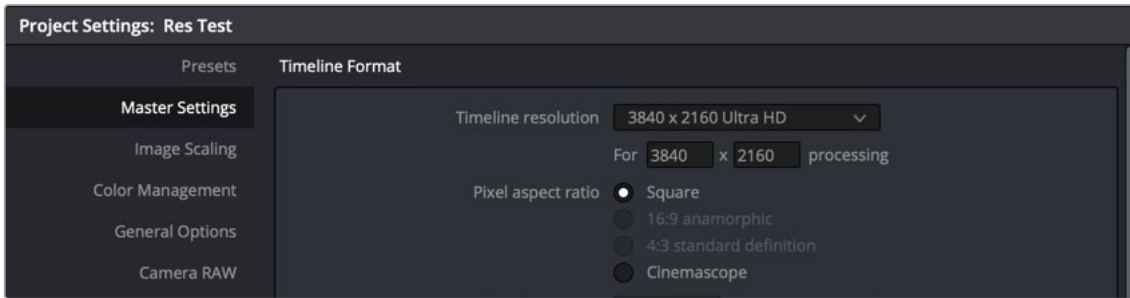 Project Settings: Res Test
Presets
Master Settings
Image Scaling
Color Management
General Options
Camera RAW
Timeline Format
Timeline resolution 3840 x 2160 Ultra HD
For 3840 x 2160 processing
Pixel aspect ratio Square
16:9 anamorphic
4:3 standard definition
Cinemascope